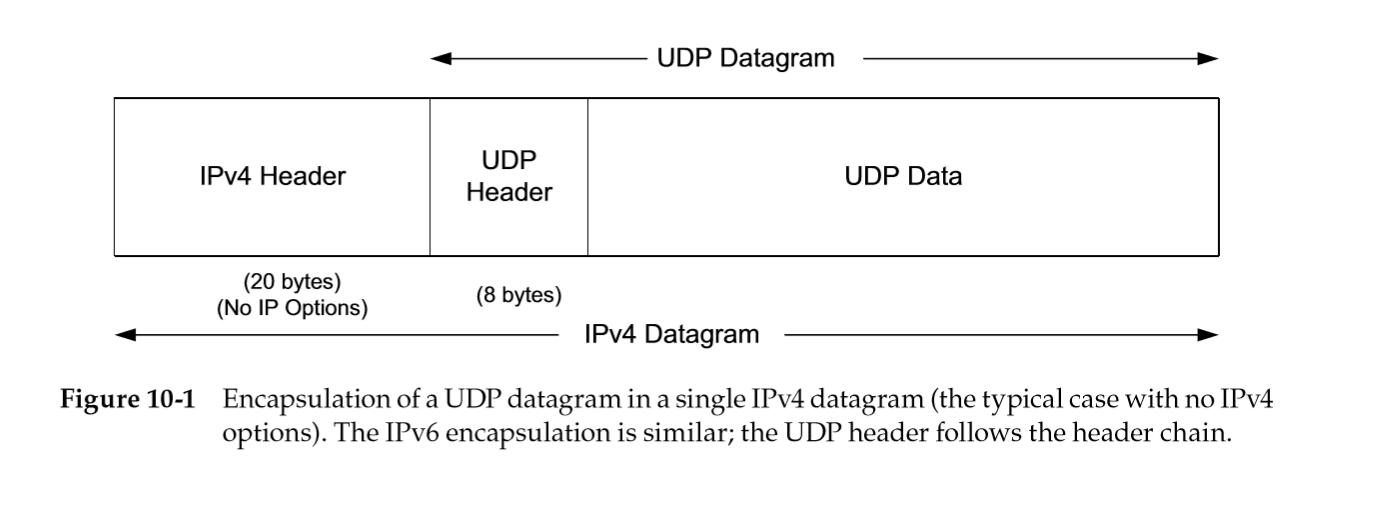 UDP Datagram
IPv4 Header
UDP
Header
UDP Data
(20 bytes)
(No IP Options)
(8 bytes)
IPv4 Datagram
Figure 10-1 Encapsulation of a UDP datagram in a single IPv4 datagram (the typical case with no IPv4
options). The IPv6 encapsulation is similar; the UDP header follows the header chain.